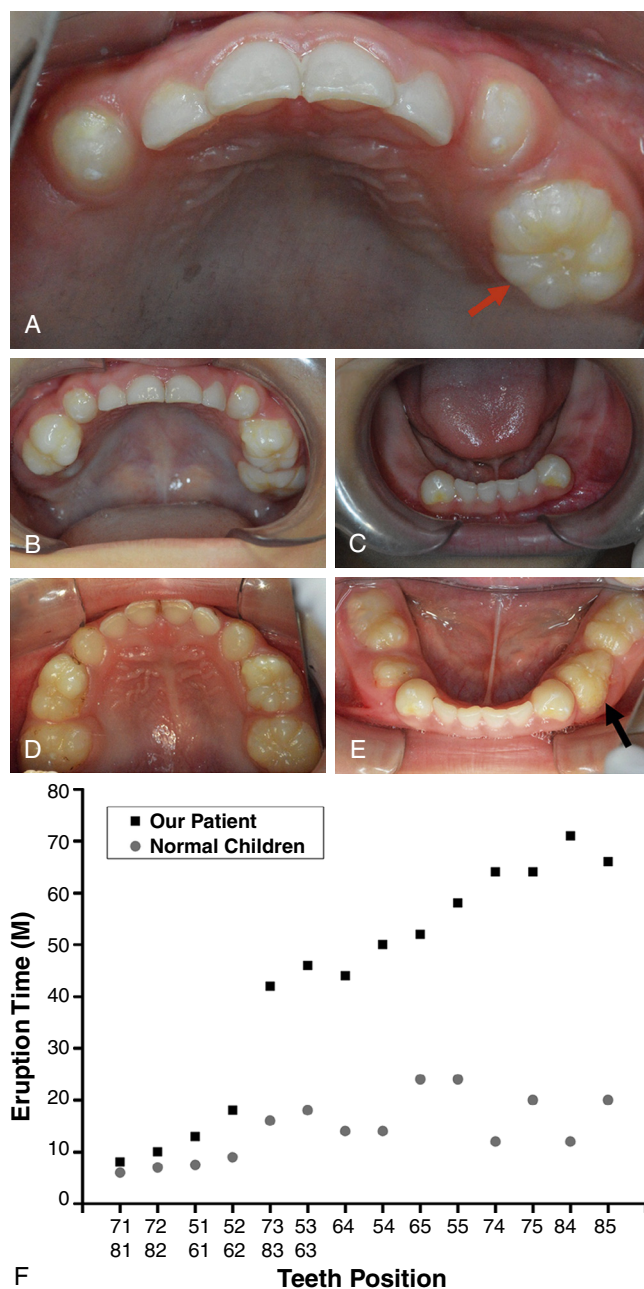 A
B
C
D
E
80
Our Patient
Normal Children
70
60
50
40
30
20
10
0
Eruption Time (M)
71 72 51 52 73 53 64 54 65 55 74 75 84 85
81 82 61 62 83 63
Teeth Position
F